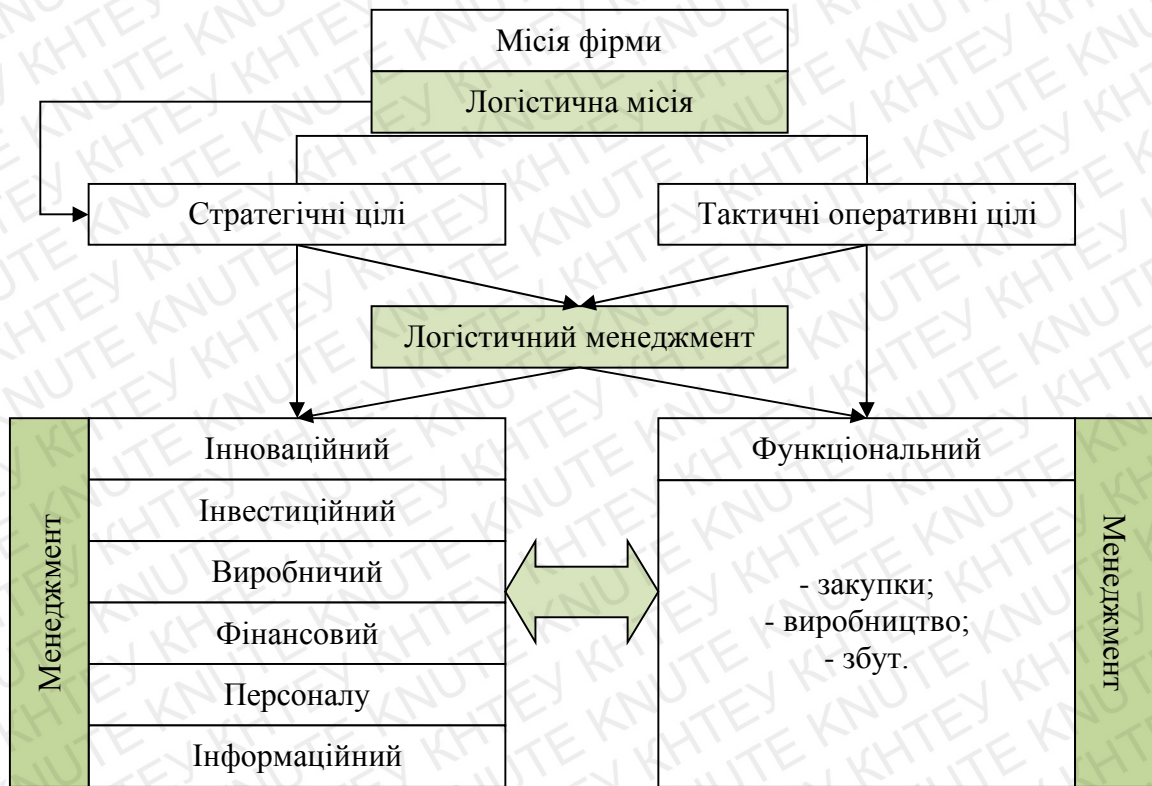 Місія фірми
Логістична місія
Стратегічні цілі
Тактичні оперативні цілі
Логістичний менеджмент
Менеджмент
Інноваційний
Інвестиційний
Виробничий
Фінансовий
Персоналу
Інформаційний
Функціональний
- закупки;
- виробництво;
- збут.
Менеджмент